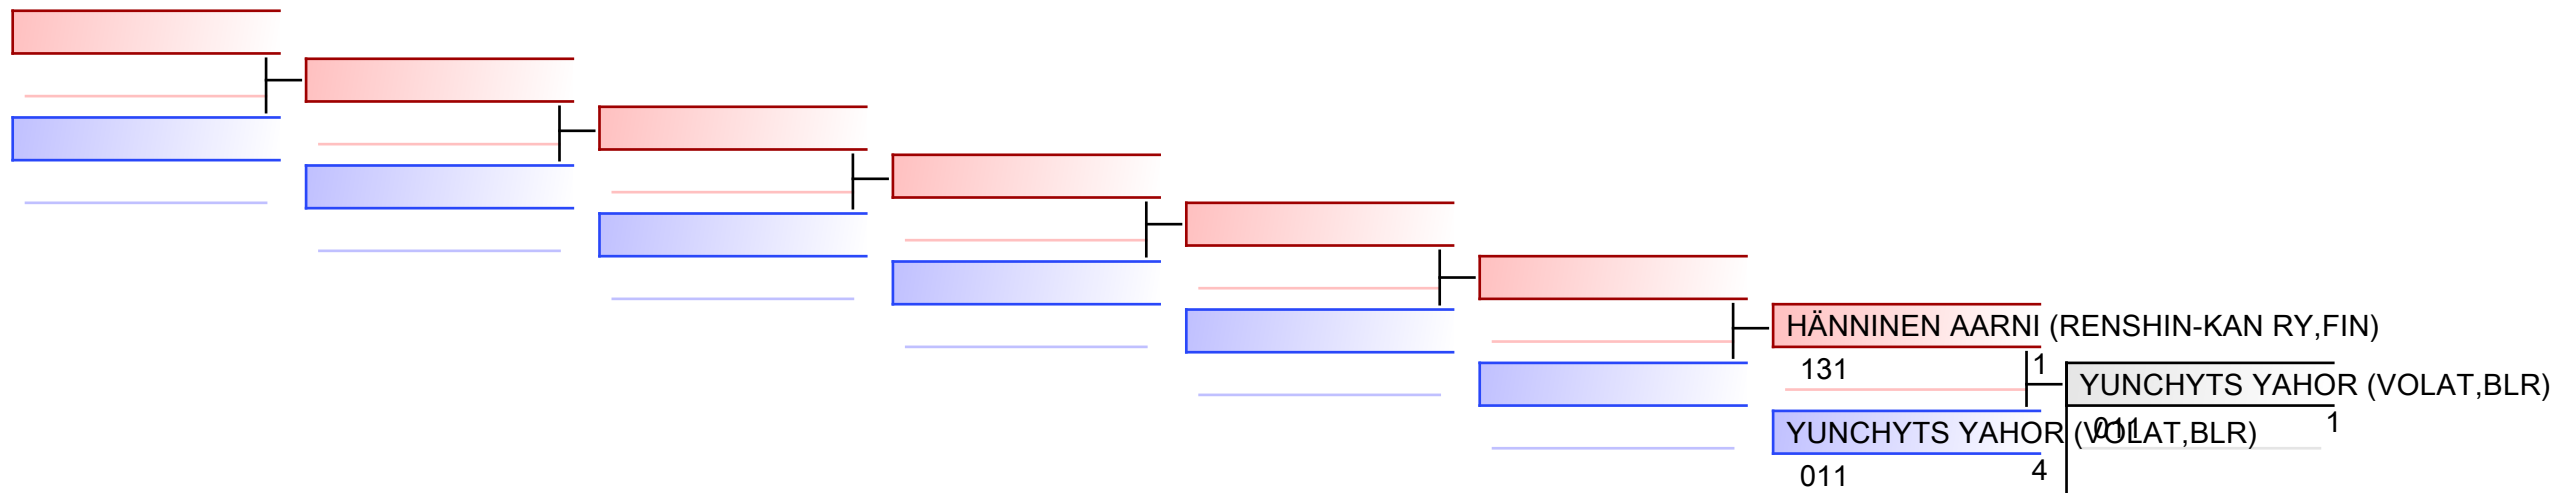 HÄNNINEN AARNI (RENSHIN-KAN RY,FIN)
131 1
YUNCHYTS YAHOR (VOLAT,BLR)
011 1
YUNCHYTS YAHOR (VOLAT,BLR)
011 4